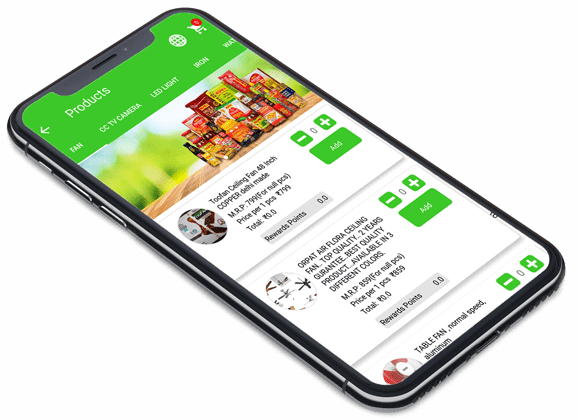 0
Products
FAN
CC TV CAMERA
LED LIGHT
IRON
WAT
0
Add
Toofan Ceiling Fan 48 inch
COPPER delhi made
M.R.P: 799(For null pcs)
Price per 1 pcs ₹799
Total: ₹0.0
Rewards Points 0.0
0
Add
ORPAT AIR FLORA CEILING
FAN...TOP QUALITY.. 2 YEARS
GURANTEE..BEST QUALITY
PRODUCT...AVAILABLE IN 3
DIFFERENT COLORS.
M.R.P: 859(For null pcs)
Price per 1 pcs ₹859
Total: ₹0.0
Rewards Points 0.0
0
TABLE FAN , normal speed,
aluminum